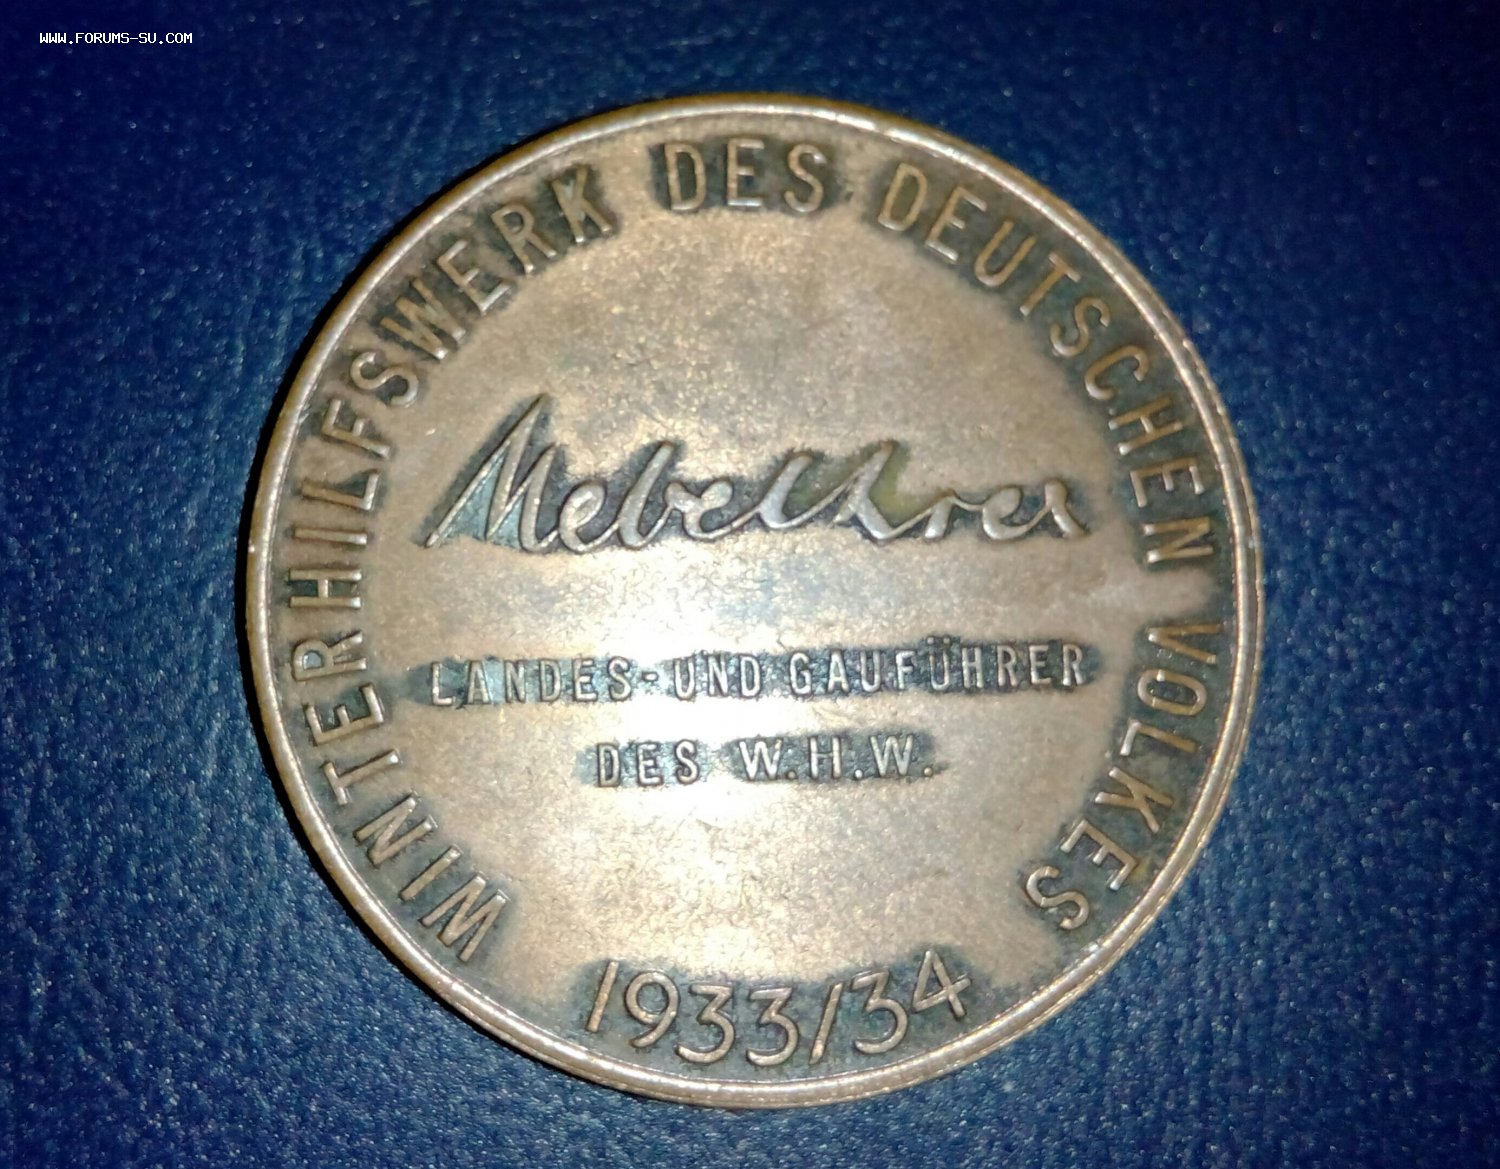 WWW.FORUMS-SU.COM
WINTERHILFSWERK DES DEUTSCHEN VOLKES
LANDES- UND GAUFÜHRER
DES W.H.W.
1933/34